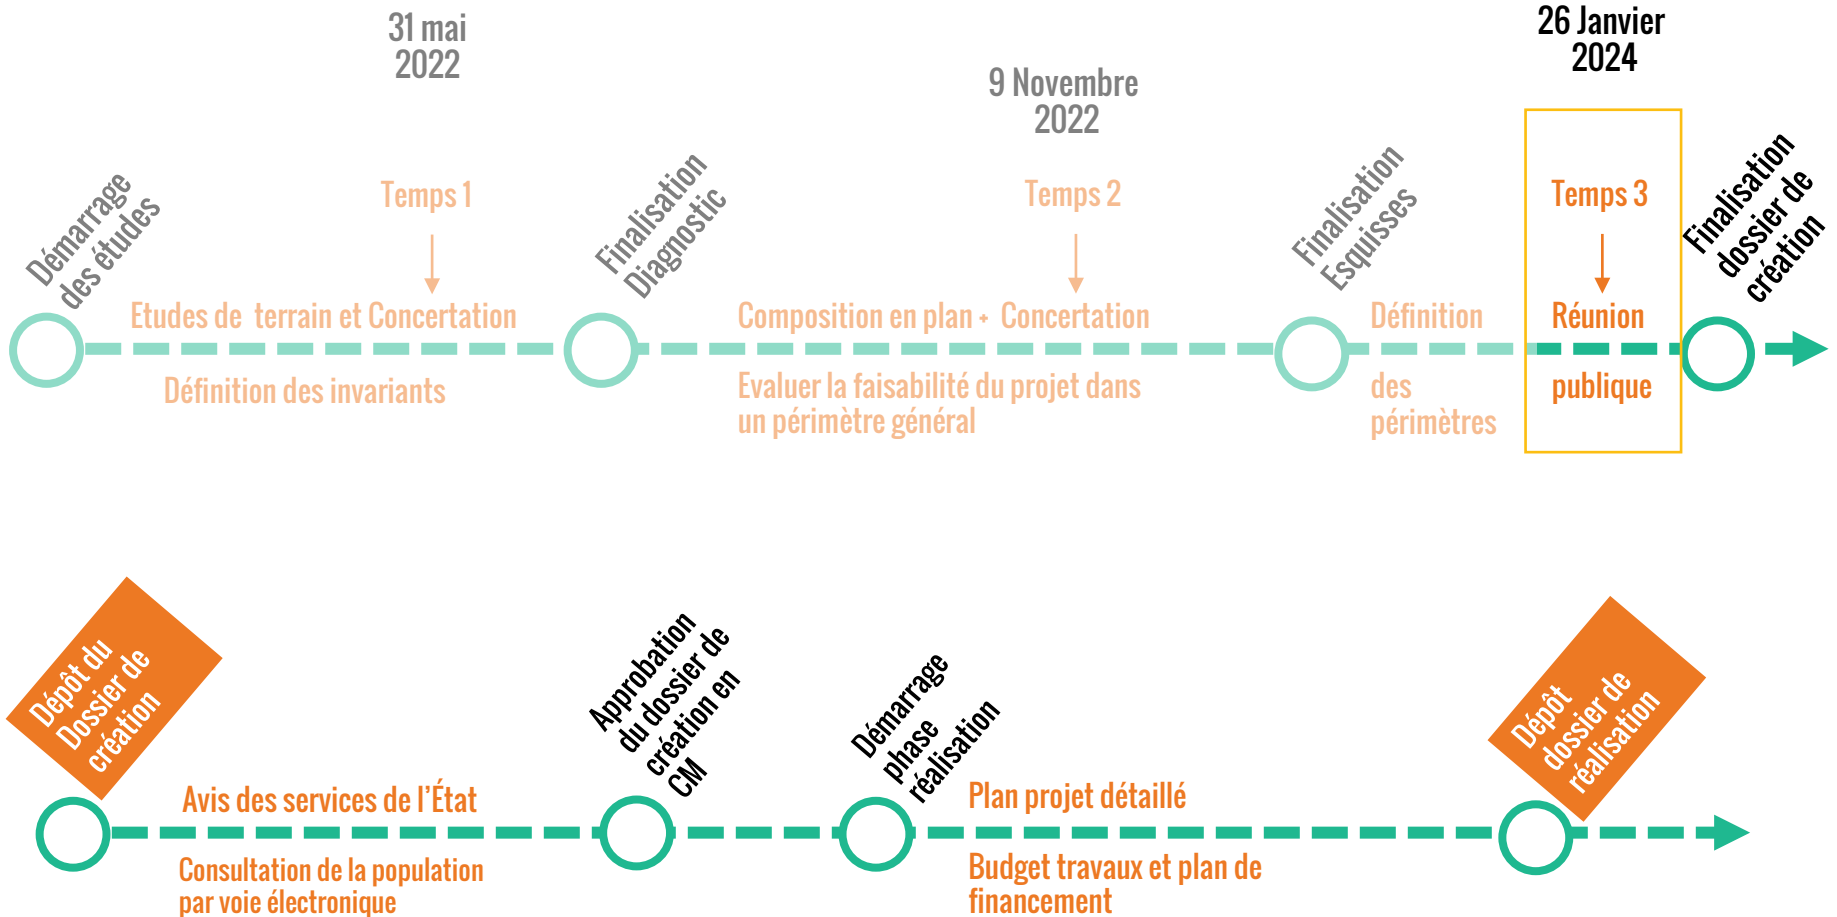 31 mai
2022
9 Novembre
2022
26 Janvier
2024
Démarrage
des études
Temps 1
Finalisation
Diagnostic
Temps 2
Finalisation
Esquisses
Temps 3
Finalisation
dossier de
création
Etudes de terrain et Concertation
Définition des invariants
Composition en plan + Concertation
Evaluer la faisabilité du projet dans
un périmètre général
Définition
des
périmètres
Réunion
publique
Dépôt du
Dossier de
création
Avis des services de l'État
Consultation de la population
par voie électronique
Approbation
du dossier de
création en
CM
Démarrage
phase
réalisation
Plan projet détaillé
Budget travaux et plan de
financement
Dépôt
dossier de
réalisation